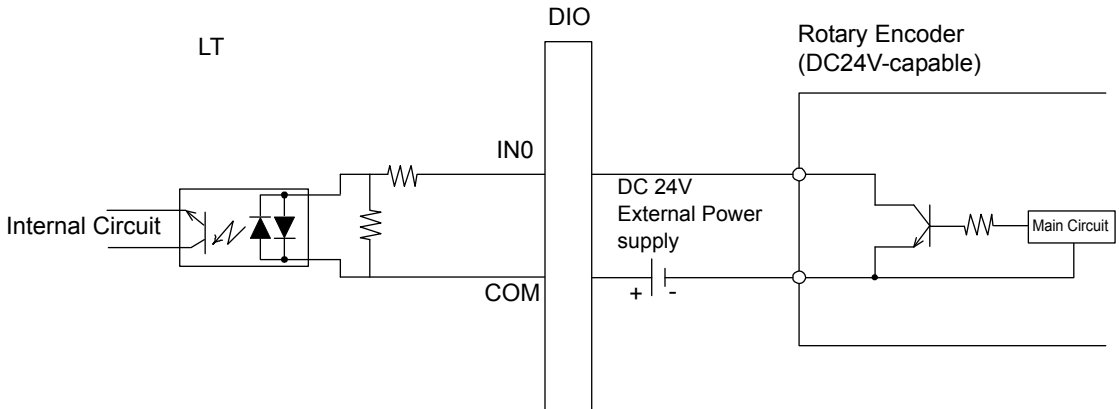 DIO
LT
Rotary Encoder
(DC24V-capable)
IN0
DC 24V
External Power
supply
Internal Circuit
Main Circuit
COM
+ -